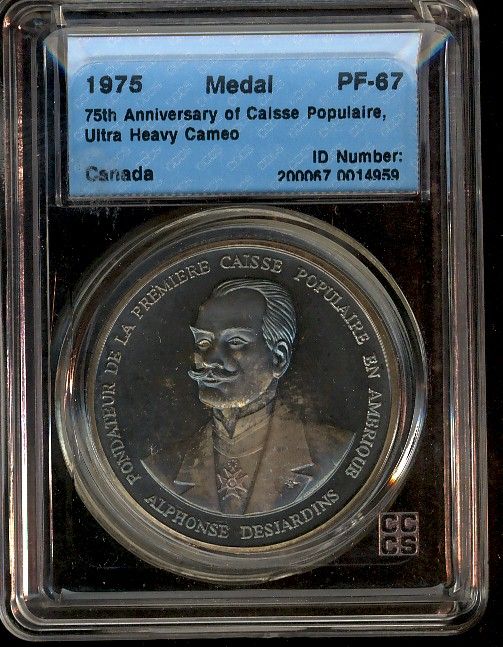 1975 Medal PF-67
75th Anniversary of Caisse Populaire,
Ultra Heavy Cameo
ID Number:
Canada 200067 0014959
FONDATEUR DE LA PREMIERE CAISSE POPULAIRE EN AMERIQUE
ALPHONSE DESJARDINS
CC
CS